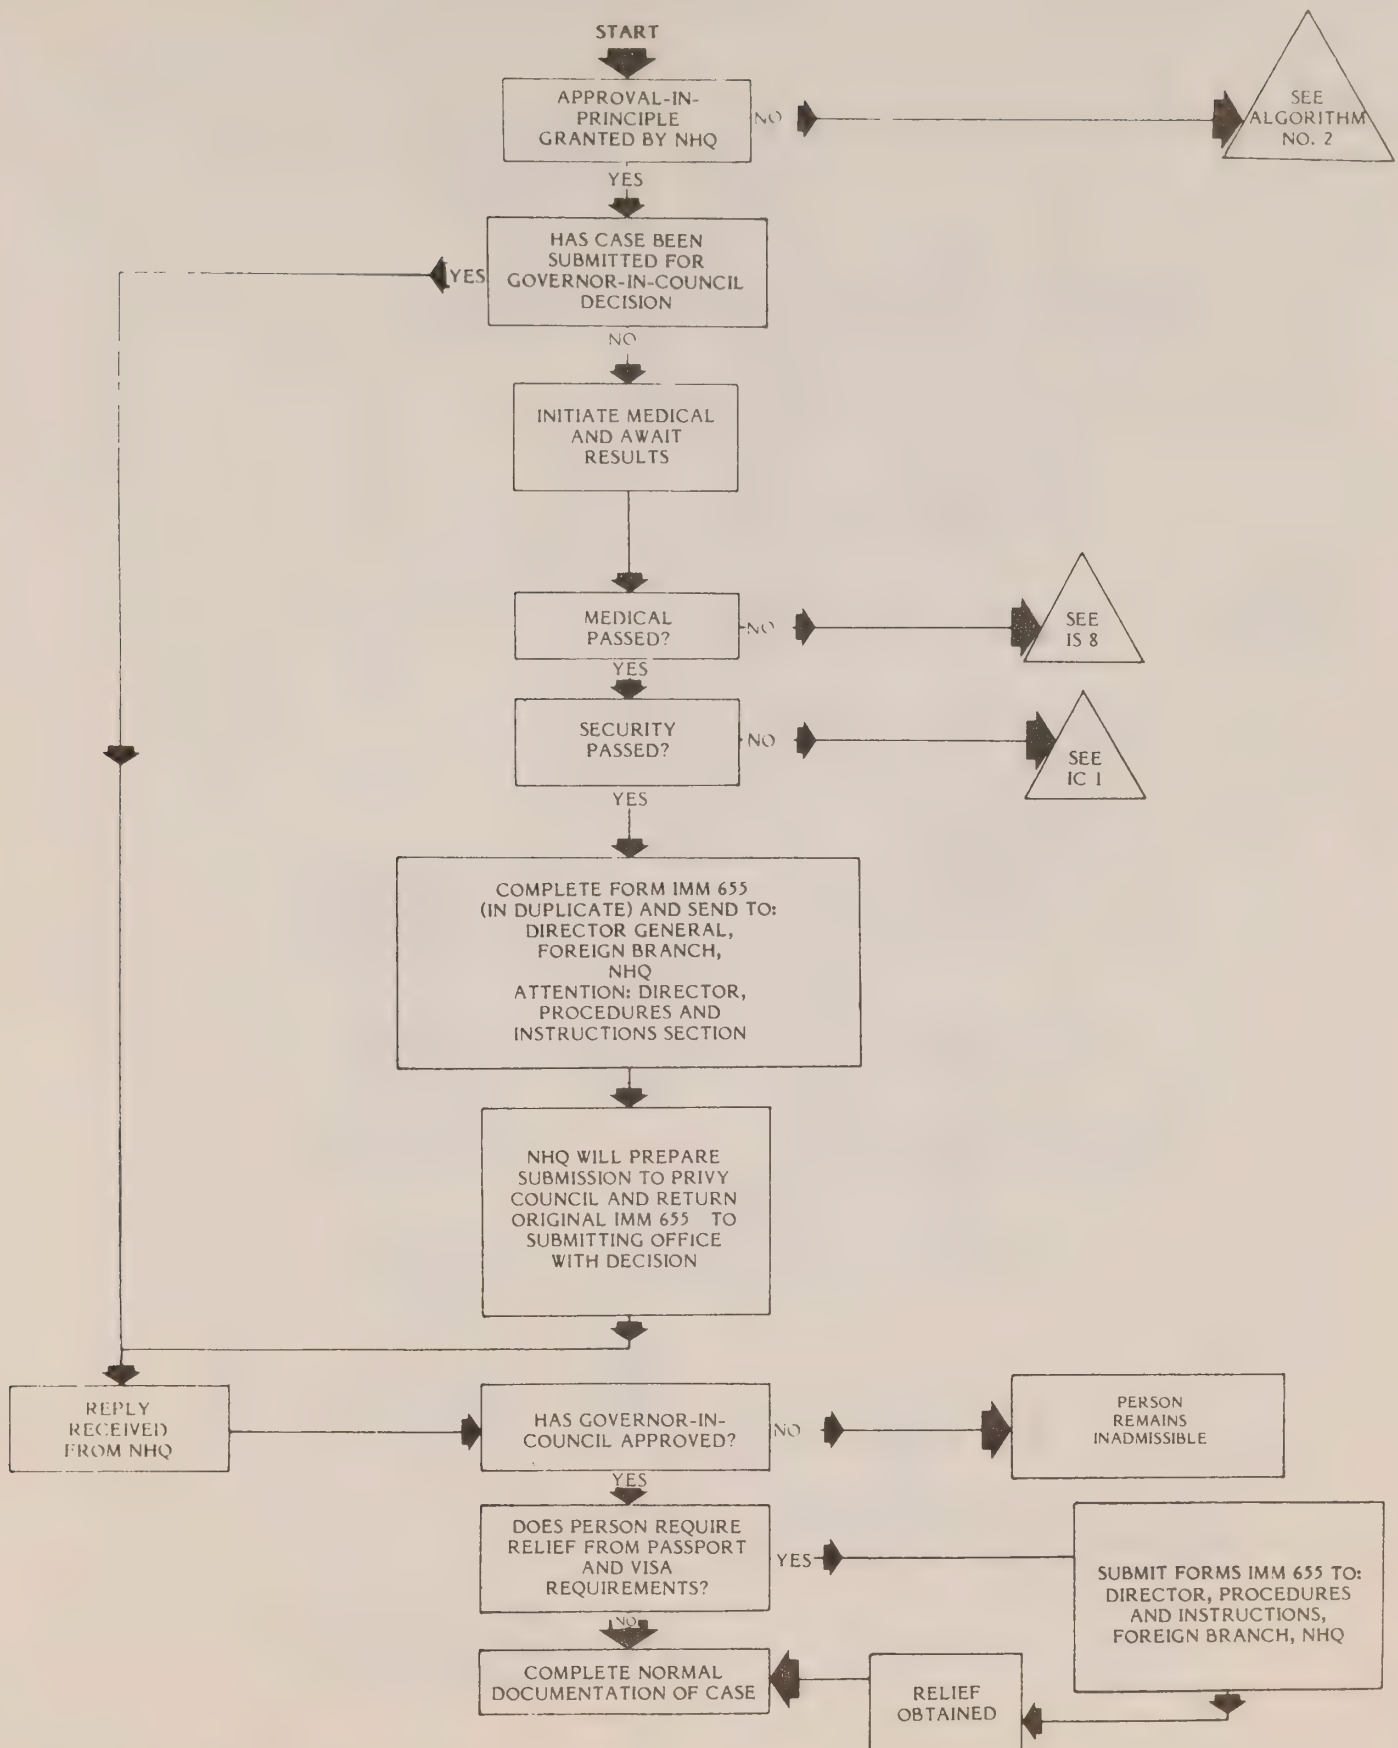 START
APPROVAL-IN-
PRINCIPLE
GRANTED BY NHQ
NO
SEE
ALGORITHM
NO. 2
YES
HAS CASE BEEN
SUBMITTED FOR
GOVERNOR-IN-COUNCIL
DECISION
YES
NO
INITIATE MEDICAL
AND AWAIT
RESULTS
MEDICAL
PASSED?
NO
SEE
IS 8
YES
SECURITY
PASSED?
NO
SEE
IC 1
YES
COMPLETE FORM IMM 655
(IN DUPLICATE) AND SEND TO:
DIRECTOR GENERAL,
FOREIGN BRANCH,
NHQ
ATTENTION: DIRECTOR,
PROCEDURES AND
INSTRUCTIONS SECTION
NHQ WILL PREPARE
SUBMISSION TO PRIVY
COUNCIL AND RETURN
ORIGINAL IMM 655 TO
SUBMITTING OFFICE
WITH DECISION
REPLY
RECEIVED
FROM NHQ
HAS GOVERNOR-IN-
COUNCIL APPROVED?
NO
PERSON
REMAINS
INADMISSIBLE
YES
DOES PERSON REQUIRE
RELIEF FROM PASSPORT
AND VISA
REQUIREMENTS?
YES
SUBMIT FORMS IMM 655 TO:
DIRECTOR, PROCEDURES
AND INSTRUCTIONS,
FOREIGN BRANCH, NHQ
NO
COMPLETE NORMAL
DOCUMENTATION OF CASE
RELIEF
OBTAINED